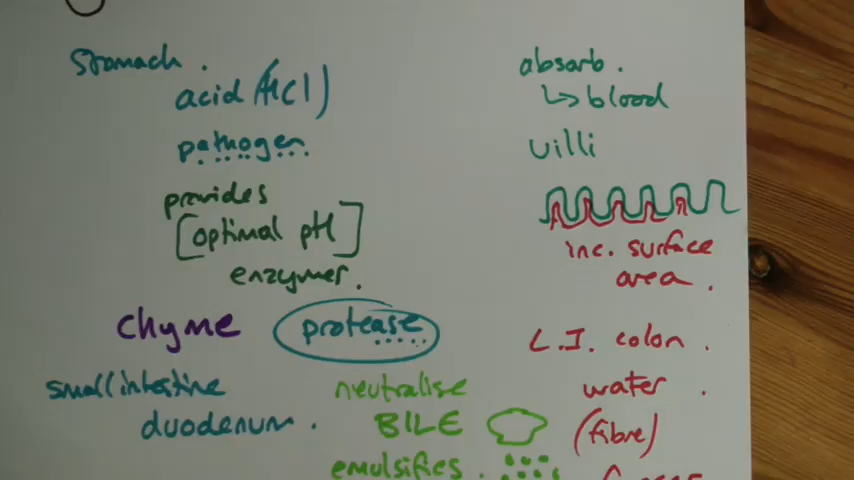 Stomach.
acid (HCl)
pathogen
provides
[optimal pH]
enzymes.
Chyme
protease
small intestine
duodenum.
neutralise
BILE
emulsifies.
absorb.
↳ blood
villi
inc. surface
area.
L.I. colon.
water.
(fibre)